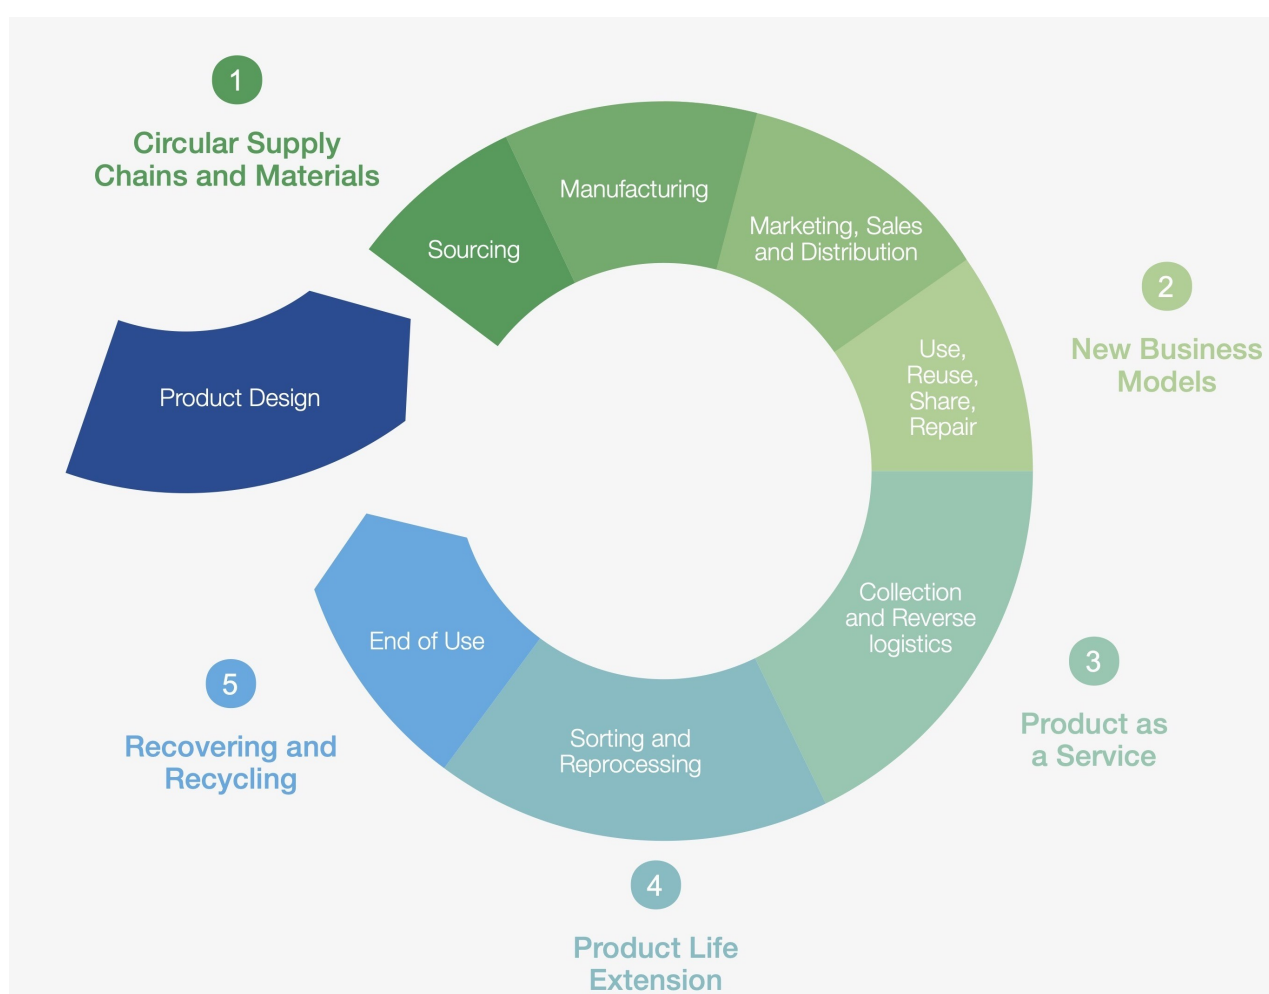 1
Circular Supply
Chains and Materials
Sourcing
Manufacturing
Marketing, Sales
and Distribution
2
New Business
Models
Use,
Reuse,
Share,
Repair
Product Design
Collection
and Reverse
logistics
3
Product as
a Service
Sorting and
Reprocessing
4
Product Life
Extension
End of Use
5
Recovering and
Recycling